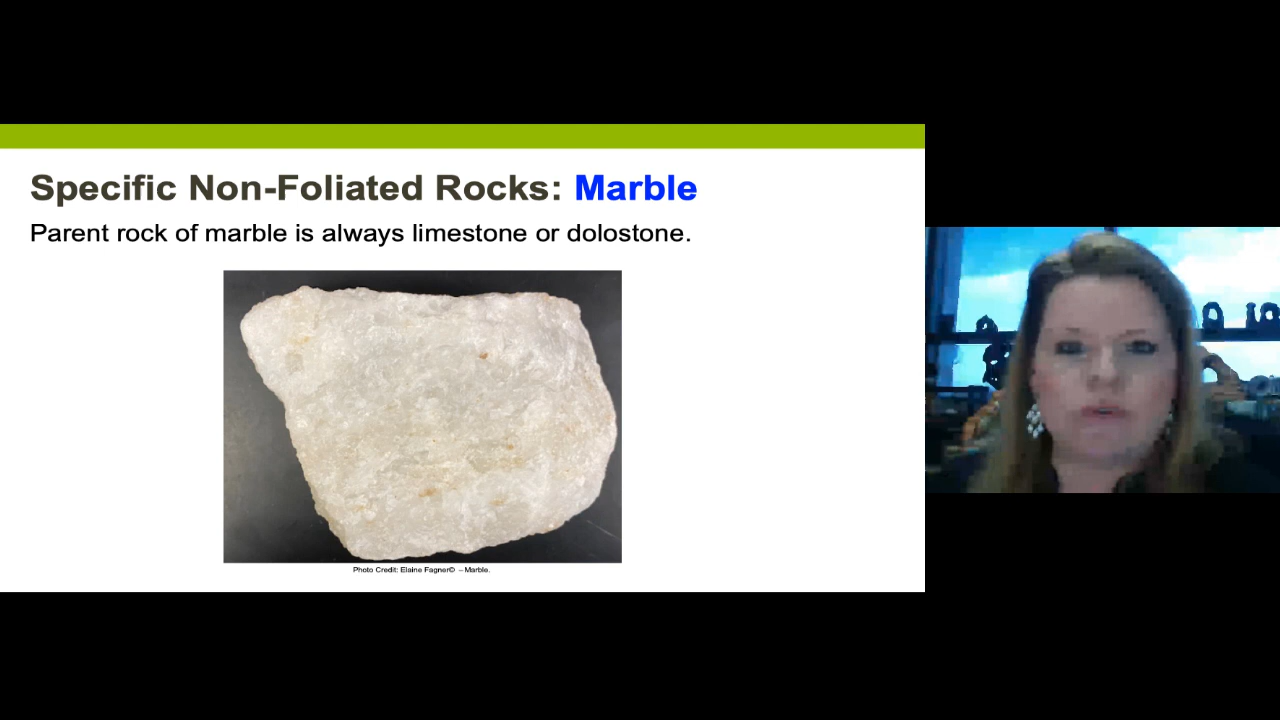 Specific Non-Foliated Rocks: Marble
Parent rock of marble is always limestone or dolostone.
Photo Credit: Elaine Fagner© – Marble.